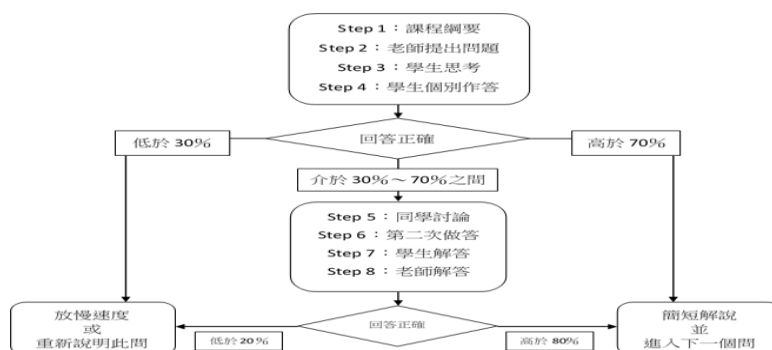 Step 1：課程綱要
Step 2：老師提出問題
Step 3：學生思考
Step 4：學生個別作答
回答正確
低於 30%
高於 70%
介於 30%～70%之間
Step 5：同學討論
Step 6：第二次做答
Step 7：學生解答
Step 8：老師解答
放慢速度
或
重新說明此問
低於 20%
回答正確
高於 80%
簡短解說
並
進入下一個問